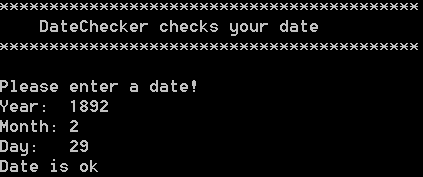 ******************************************
DateChecker checks your date
******************************************
Please enter a date!
Year: 1892
Month: 2
Day: 29
Date is ok